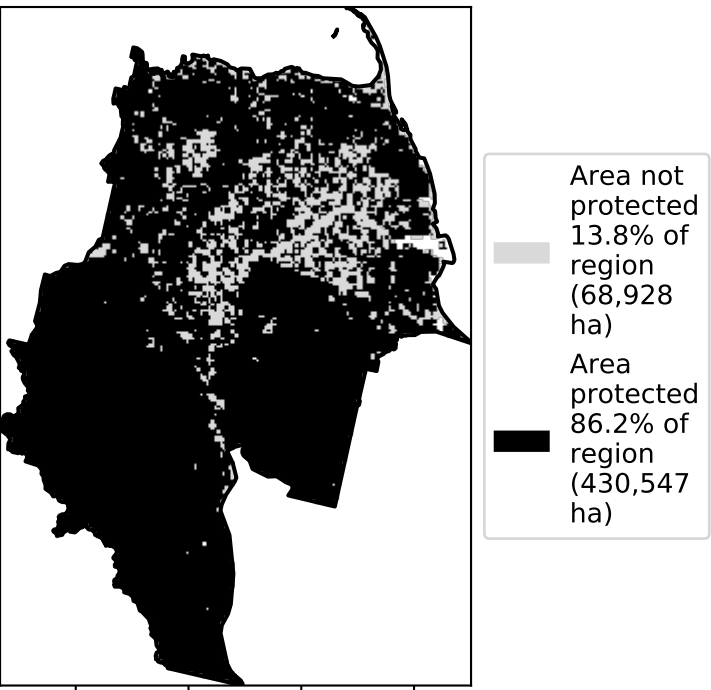 Area not
protected
13.8% of
region
(68,928
ha)
Area
protected
86.2% of
region
(430,547
ha)